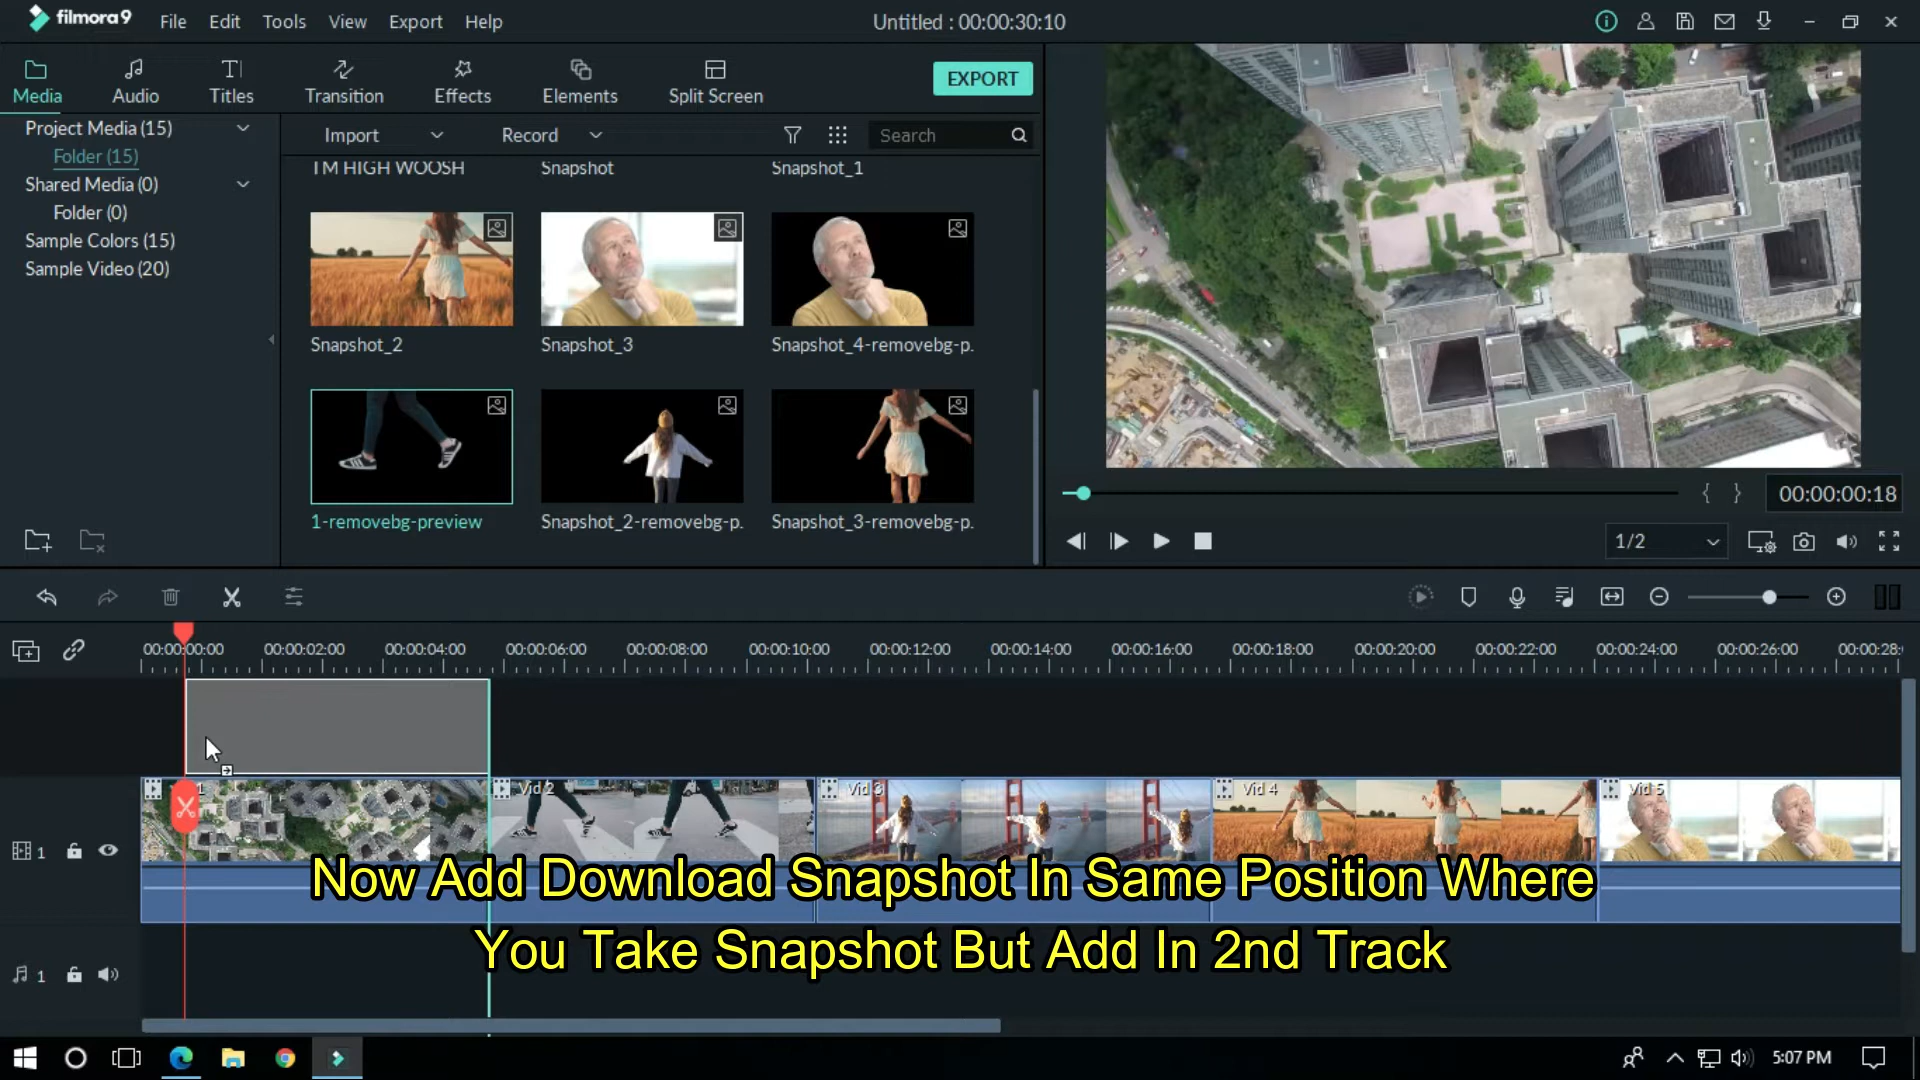 filmora9
File Edit Tools View Export Help
Untitled : 00:00:30:10
Media
Audio
Titles
Transition
Effects
Elements
Split Screen
EXPORT
Project Media (15)
Folder (15)
Shared Media (0)
Folder (0)
Sample Colors (15)
Sample Video (20)
Import
Record
Search
I'M HIGH WOOSH
Snapshot
Snapshot_1
Snapshot_2
Snapshot_3
Snapshot_4-removebg-p.
1-removebg-preview
Snapshot_2-removebg-p.
Snapshot_3-removebg-p.
00:00:00:18
1/2
00:00:00:00 00:00:02:00 00:00:04:00 00:00:06:00 00:00:08:00 00:00:10:00 00:00:12:00 00:00:14:00 00:00:16:00 00:00:18:00 00:00:20:00 00:00:22:00 00:00:24:00 00:00:26:00 00:00:28:
1
Vid 2
Vid 3
Vid 4
Vid 5
1
Now Add Download Snapshot In Same Position Where
You Take Snapshot But Add In 2nd Track
1
5:07 PM